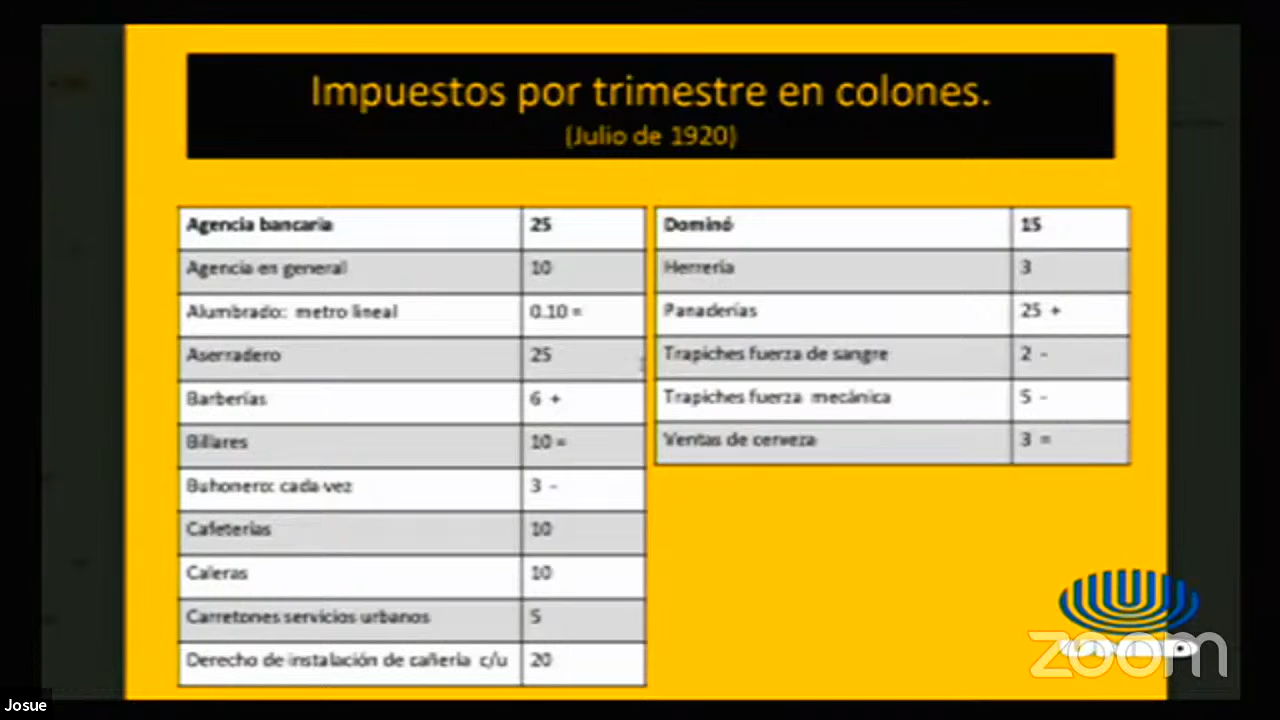 Impuestos por trimestre en colones.
(Julio de 1920)
Agencia bancaria 25
Agencia en general 10
Alumbrado: metro lineal 0.10 =
Aserradero 25
Barberías 6 +
Billares 10 =
Buhonero: cada vez 3 -
Cafeterías 10
Caleras 10
Carretones servicios urbanos 5
Derecho de instalación de cañería c/u 20
Dominó 15
Herrería 3
Panaderías 25 +
Trapiches fuerza de sangre 2 -
Trapiches fuerza mecánica 5 -
Ventas de cerveza 3 =
zoom
Josue